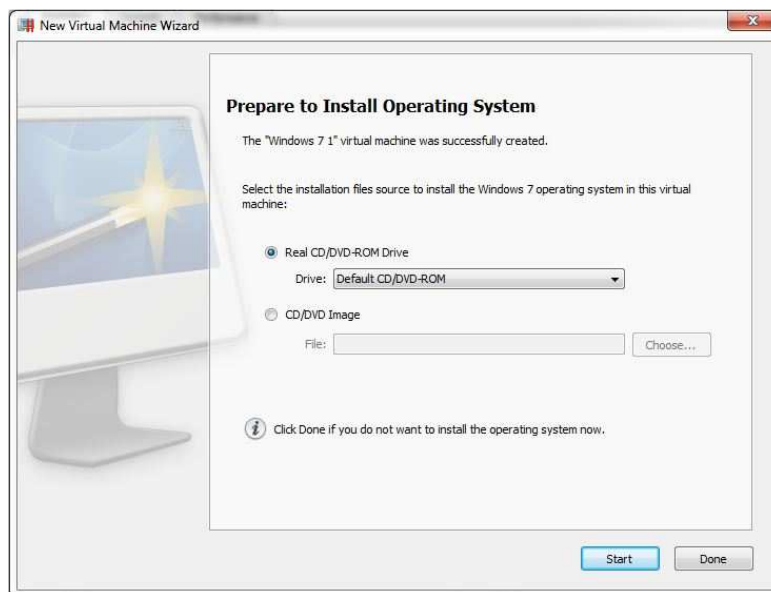 New Virtual Machine Wizard
Prepare to Install Operating System
The "Windows 7 1" virtual machine was successfully created.
Select the installation files source to install the Windows 7 operating system in this virtual
machine:
Real CD/DVD-ROM Drive
Drive: Default CD/DVD-ROM
CD/DVD Image
File: Choose...
Click Done if you do not want to install the operating system now.
Start Done